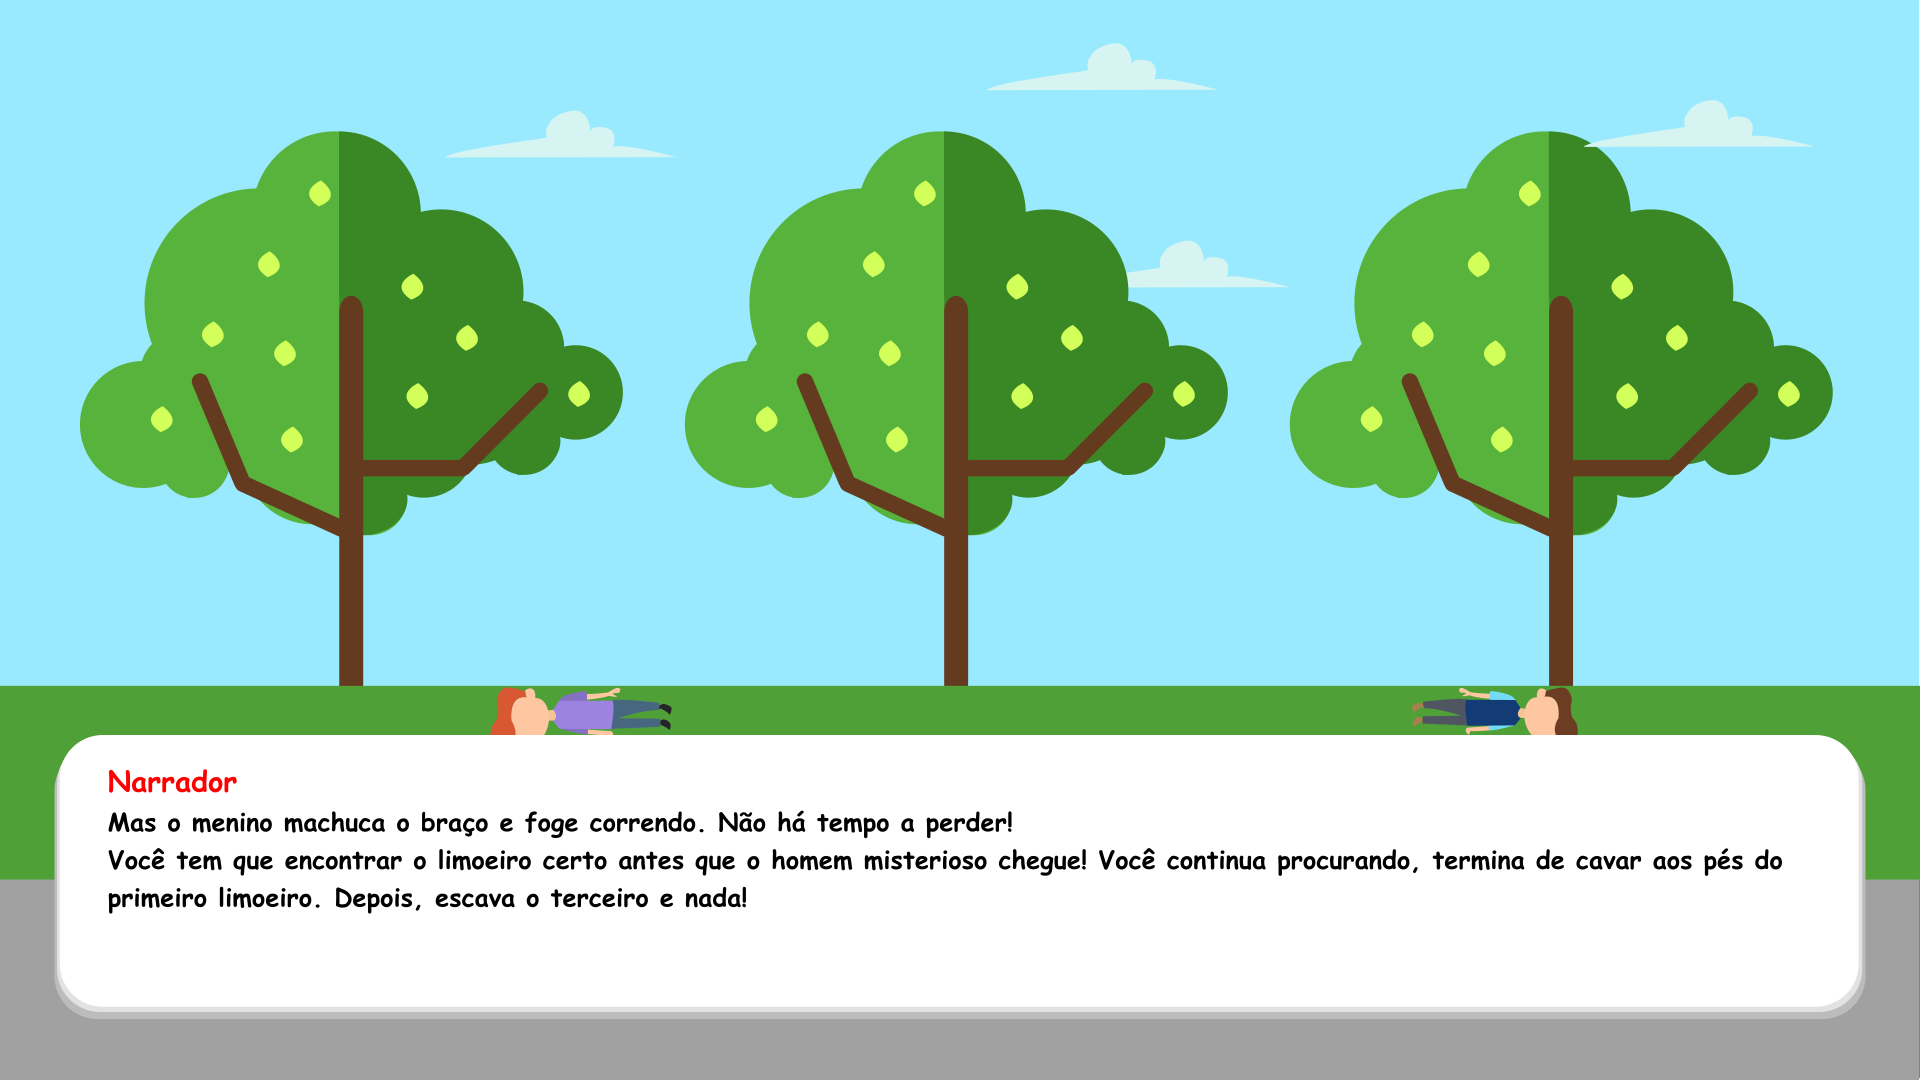 Narrador
Mas o menino machuca o braço e foge correndo. Não há tempo a perder!
Você tem que encontrar o limoeiro certo antes que o homem misterioso chegue! Você continua procurando, termina de cavar aos pés do
primeiro limoeiro. Depois, escava o terceiro e nada!